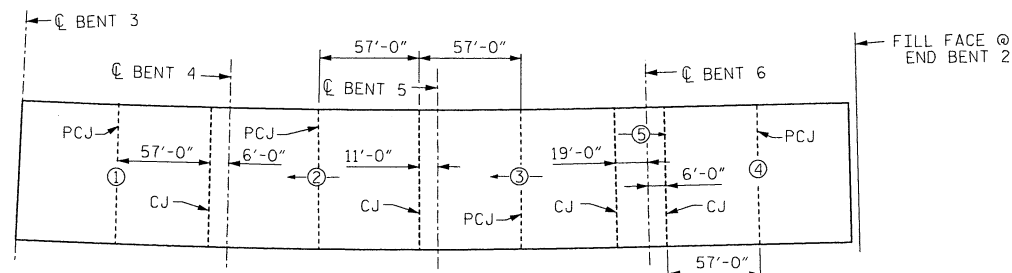 ℄ BENT 3
57'-0" 57'-0"
FILL FACE @
END BENT 2
℄ BENT 4
℄ BENT 5
℄ BENT 6
PCJ
PCJ
5
PCJ
57'-0"
6'-0"
11'-0"
19'-0"
1
2
3
4
6'-0"
CJ
CJ
PCJ
CJ
CJ
57'-0"